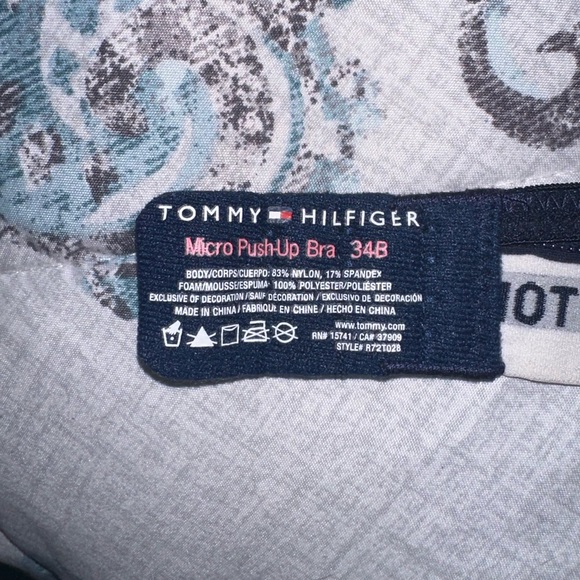 TOMMY HILFIGER
Micro Push-Up Bra 34B
BODY/CORPS/CUERPO: 83% NYLON, 17% SPANDEX
FOAM/MOUSSE/ESPUMA: 100% POLYESTER/POLIÉSTER
EXCLUSIVE OF DECORATION / SAUF DÉCORATION / EXCLUSIVO DE DECORACIÓN
MADE IN CHINA / FABRIQUÉ EN CHINE / HECHO EN CHINA
www.tommy.com
RN# 15741 / CA# 37909
STYLE# R72T028
OT